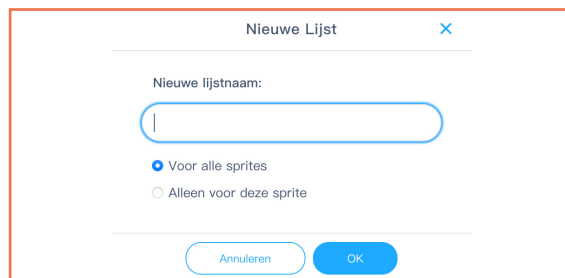 Nieuwe Lijst
Nieuwe lijstnaam:
Voor alle sprites
Alleen voor deze sprite
Annuleren OK